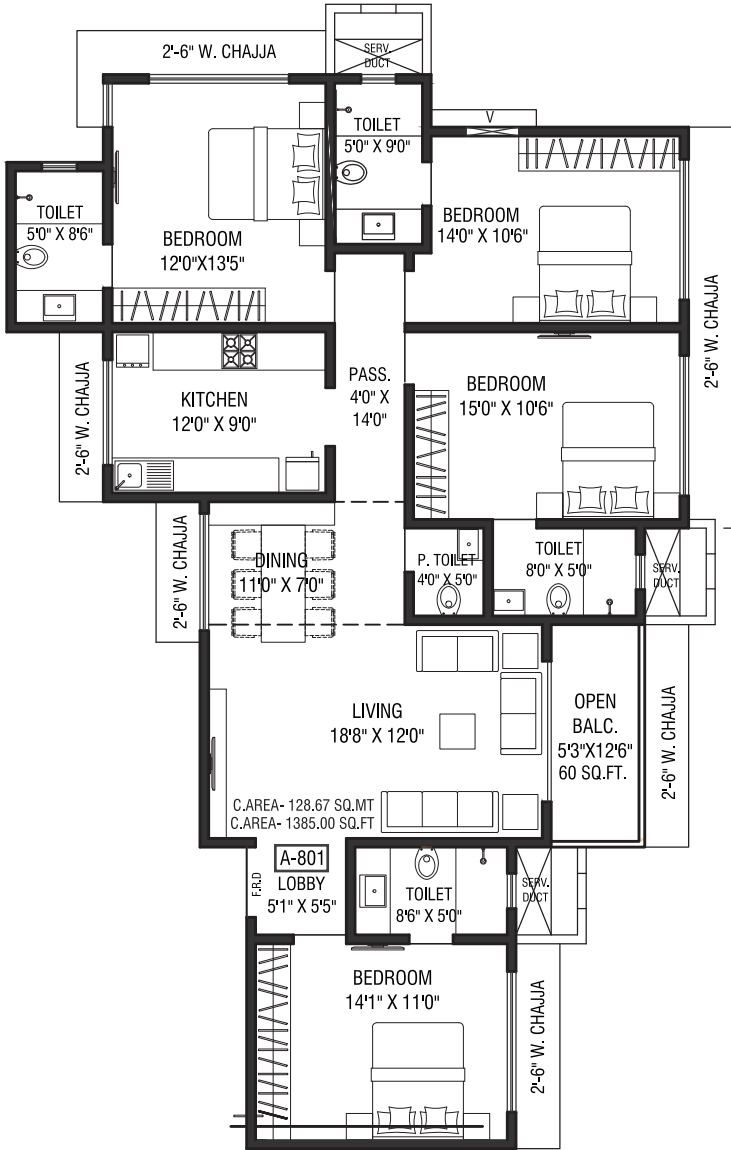 2'-6" W. CHAJJA
SERV.
DUCT
TOILET
5'0" X 9'0"
V
TOILET
5'0" X 8'6"
BEDROOM
12'0"X13'5"
BEDROOM
14'0" X 10'6"
2'-6" W. CHAJJA
2'-6" W. CHAJJA
KITCHEN
12'0" X 9'0"
PASS.
4'0" X
14'0"
BEDROOM
15'0" X 10'6"
2'-6" W. CHAJJA
DINING
11'0" X 7'0"
P. TOILET
4'0" X 5'0"
TOILET
8'0" X 5'0"
SERV.
DUCT
LIVING
18'8" X 12'0"
OPEN
BALC.
5'3"X12'6"
60 SQ.FT.
2'-6" W. CHAJJA
C.AREA- 128.67 SQ.MT
C.AREA- 1385.00 SQ.FT
A-801
LOBBY
5'1" X 5'5"
F.R.D
TOILET
8'6" X 5'0"
SERV.
DUCT
BEDROOM
14'1" X 11'0"
2'-6" W. CHAJJA